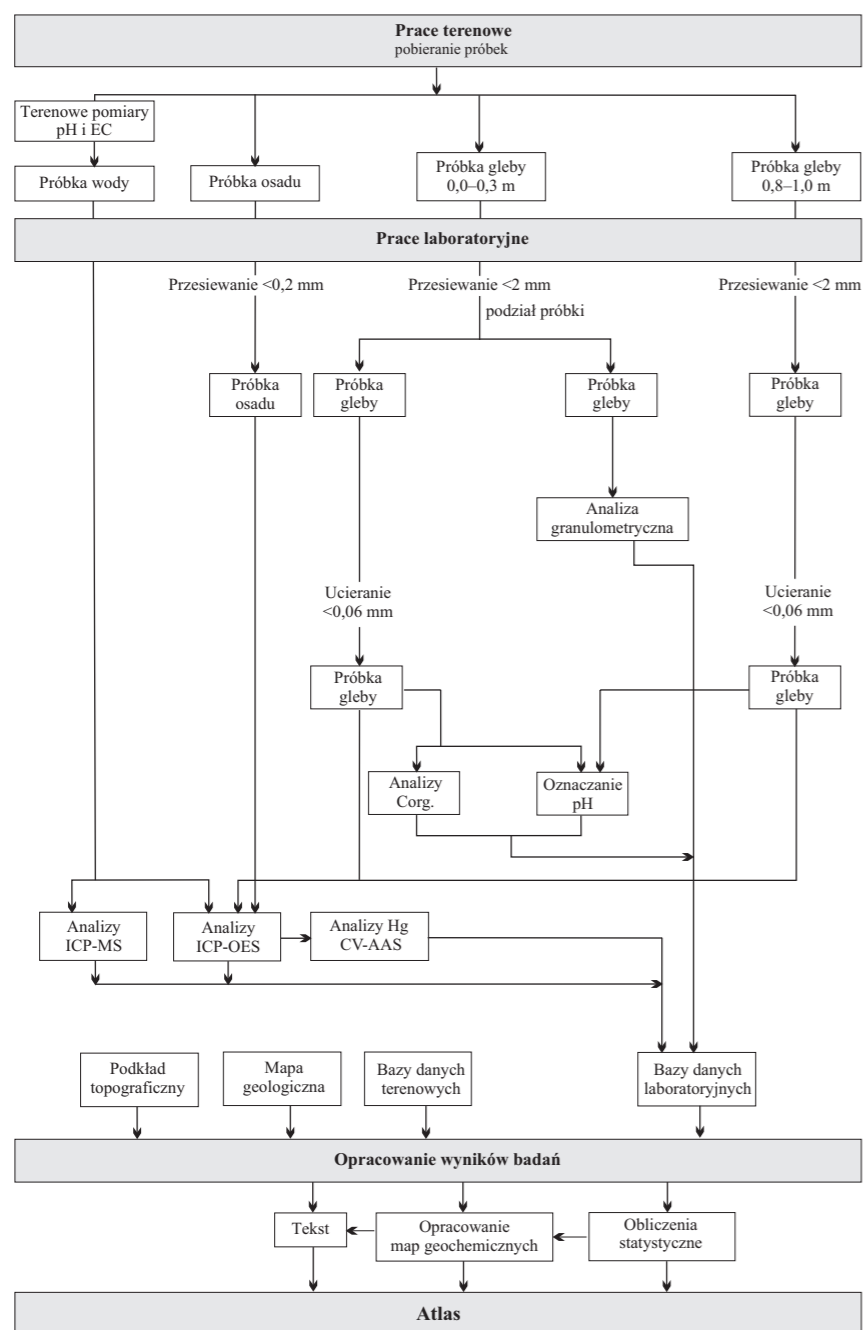 Prace terenowe
pobieranie próbek
Terenowe pomiary
pH i EC
Próbka wody
Próbka osadu
Próbka gleby
0,0–0,3 m
Próbka gleby
0,8–1,0 m
Prace laboratoryjne
Przesiewanie <0,2 mm
Przesiewanie <2 mm
Przesiewanie <2 mm
podział próbki
Próbka
osadu
Próbka
gleby
Próbka
gleby
Próbka
gleby
Analiza
granulometryczna
Ucieranie
<0,06 mm
Ucieranie
<0,06 mm
Próbka
gleby
Próbka
gleby
Analizy
Corg.
Oznaczanie
pH
Analizy
ICP-MS
Analizy
ICP-OES
Analizy Hg
CV-AAS
Podkład
topograficzny
Mapa
geologiczna
Bazy danych
terenowych
Bazy danych
laboratoryjnych
Opracowanie wyników badań
Tekst
Opracowanie
map geochemicznych
Obliczenia
statystyczne
Atlas